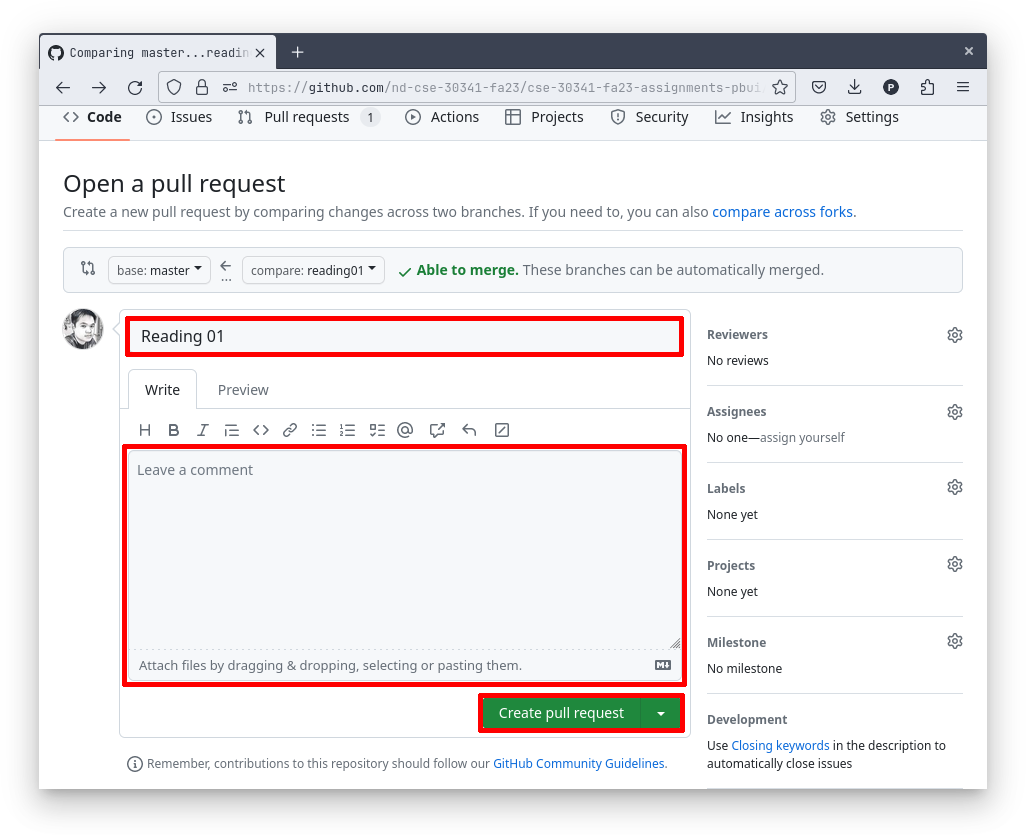 Comparing master...readin
https://github.com/nd-cse-30341-fa23/cse-30341-fa23-assignments-pbui
P
Code Issues Pull requests 1 Actions Projects Security Insights Settings
Open a pull request
Create a new pull request by comparing changes across two branches. If you need to, you can also compare across forks.
base: master compare: reading01 Able to merge. These branches can be automatically merged.
Reading 01
Write Preview
Leave a comment
Attach files by dragging & dropping, selecting or pasting them.
Create pull request
Remember, contributions to this repository should follow our GitHub Community Guidelines.
Reviewers
No reviews
Assignees
No one—assign yourself
Labels
None yet
Projects
None yet
Milestone
No milestone
Development
Use Closing keywords in the description to
automatically close issues